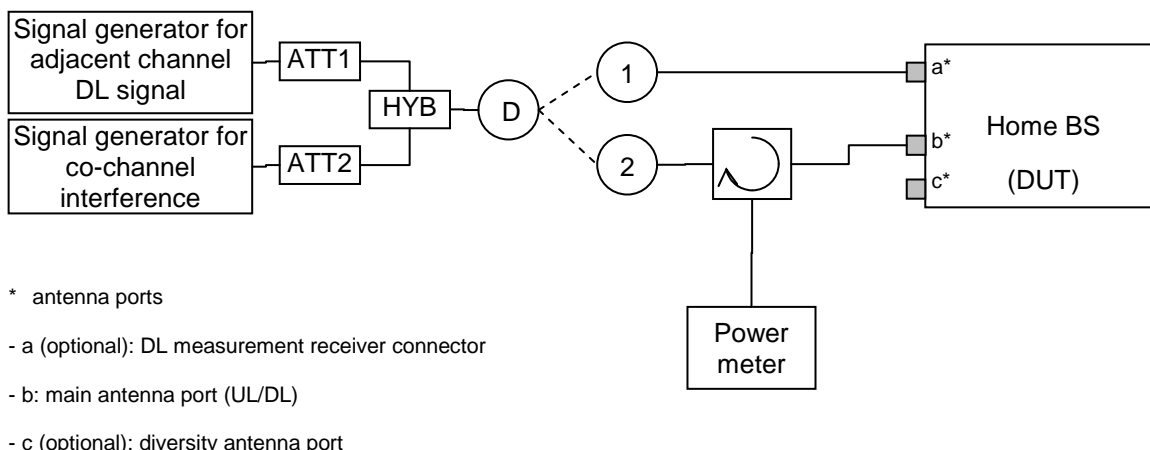 Signal generator for
adjacent channel
DL signal
ATT1
HYB
D
1
2
Signal generator for
co-channel
interference
ATT2
a*
b*
c*
Home BS
(DUT)
Power
meter
* antenna ports
- a (optional): DL measurement receiver connector
- b: main antenna port (UL/DL)
- c (optional): diversity antenna port